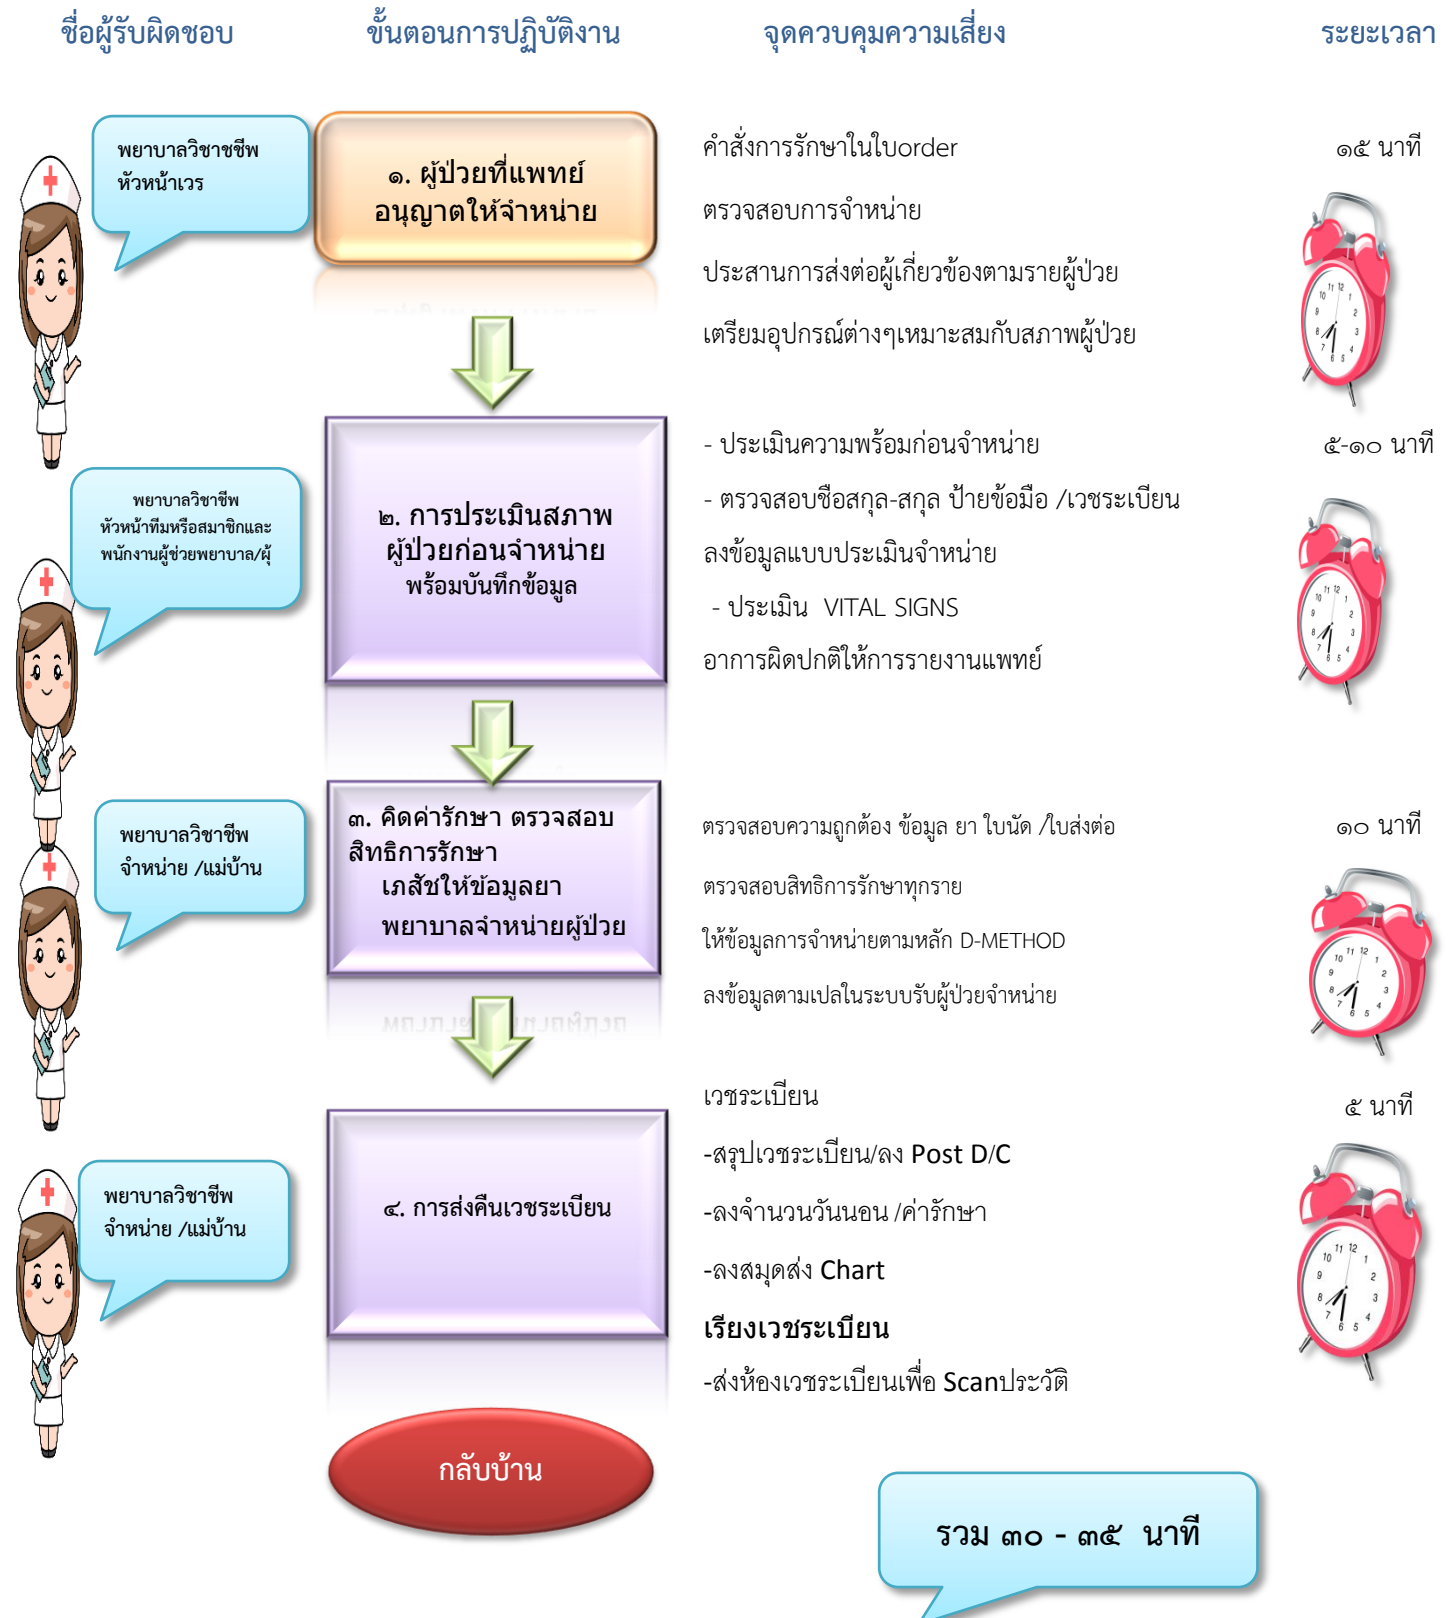 ชื่อผู้รับผิดชอบ
ขั้นตอนการปฏิบัติงาน
จุดควบคุมความเสี่ยง
ระยะเวลา
พยาบาลวิชาชชีพ
หัวหน้าเวร
๑. ผู้ป่วยที่แพทย์
อนุญาตให้จำหน่าย
คำสั่งการรักษาในใบorder
ตรวจสอบการจำหน่าย
ประสานการส่งต่อผู้เกี่ยวข้องตามรายผู้ป่วย
เตรียมอุปกรณ์ต่างๆเหมาะสมกับสภาพผู้ป่วย
๑๕ นาที
พยาบาลวิชาชีพ
หัวหน้าทีมหรือสมาชิกและ
พนักงานผู้ช่วยพยาบาล/ผุ้
๒. การประเมินสภาพ
ผู้ป่วยก่อนจำหน่าย
พร้อมบันทึกข้อมูล
- ประเมินความพร้อมก่อนจำหน่าย
- ตรวจสอบชือสกุล-สกุล ป้ายข้อมือ /เวชระเบียน
ลงข้อมูลแบบประเมินจำหน่าย
- ประเมิน VITAL SIGNS
อาการผิดปกติให้การรายงานแพทย์
๕-๑๐ นาที
พยาบาลวิชาชีพ
จำหน่าย /แม่บ้าน
๓. คิดค่ารักษา ตรวจสอบ
สิทธิการรักษา
เภสัชให้ข้อมูลยา
พยาบาลจำหน่ายผู้ป่วย
ตรวจสอบความถูกต้อง ข้อมูล ยา ใบนัด /ใบส่งต่อ
ตรวจสอบสิทธิการรักษาทุกราย
ให้ข้อมูลการจำหน่ายตามหลัก D-METHOD
ลงข้อมูลตามเปลในระบบรับผู้ป่วยจำหน่าย
๑๐ นาที
พยาบาลวิชาชีพ
จำหน่าย /แม่บ้าน
๔. การส่งคืนเวชระเบียน
เวชระเบียน
-สรุปเวชระเบียน/ลง Post D/C
-ลงจำนวนวันนอน /ค่ารักษา
-ลงสมุดส่ง Chart
เรียงเวชระเบียน
-ส่งห้องเวชระเบียนเพื่อ Scanประวัติ
๕ นาที
กลับบ้าน
รวม ๓๐ - ๓๕ นาที